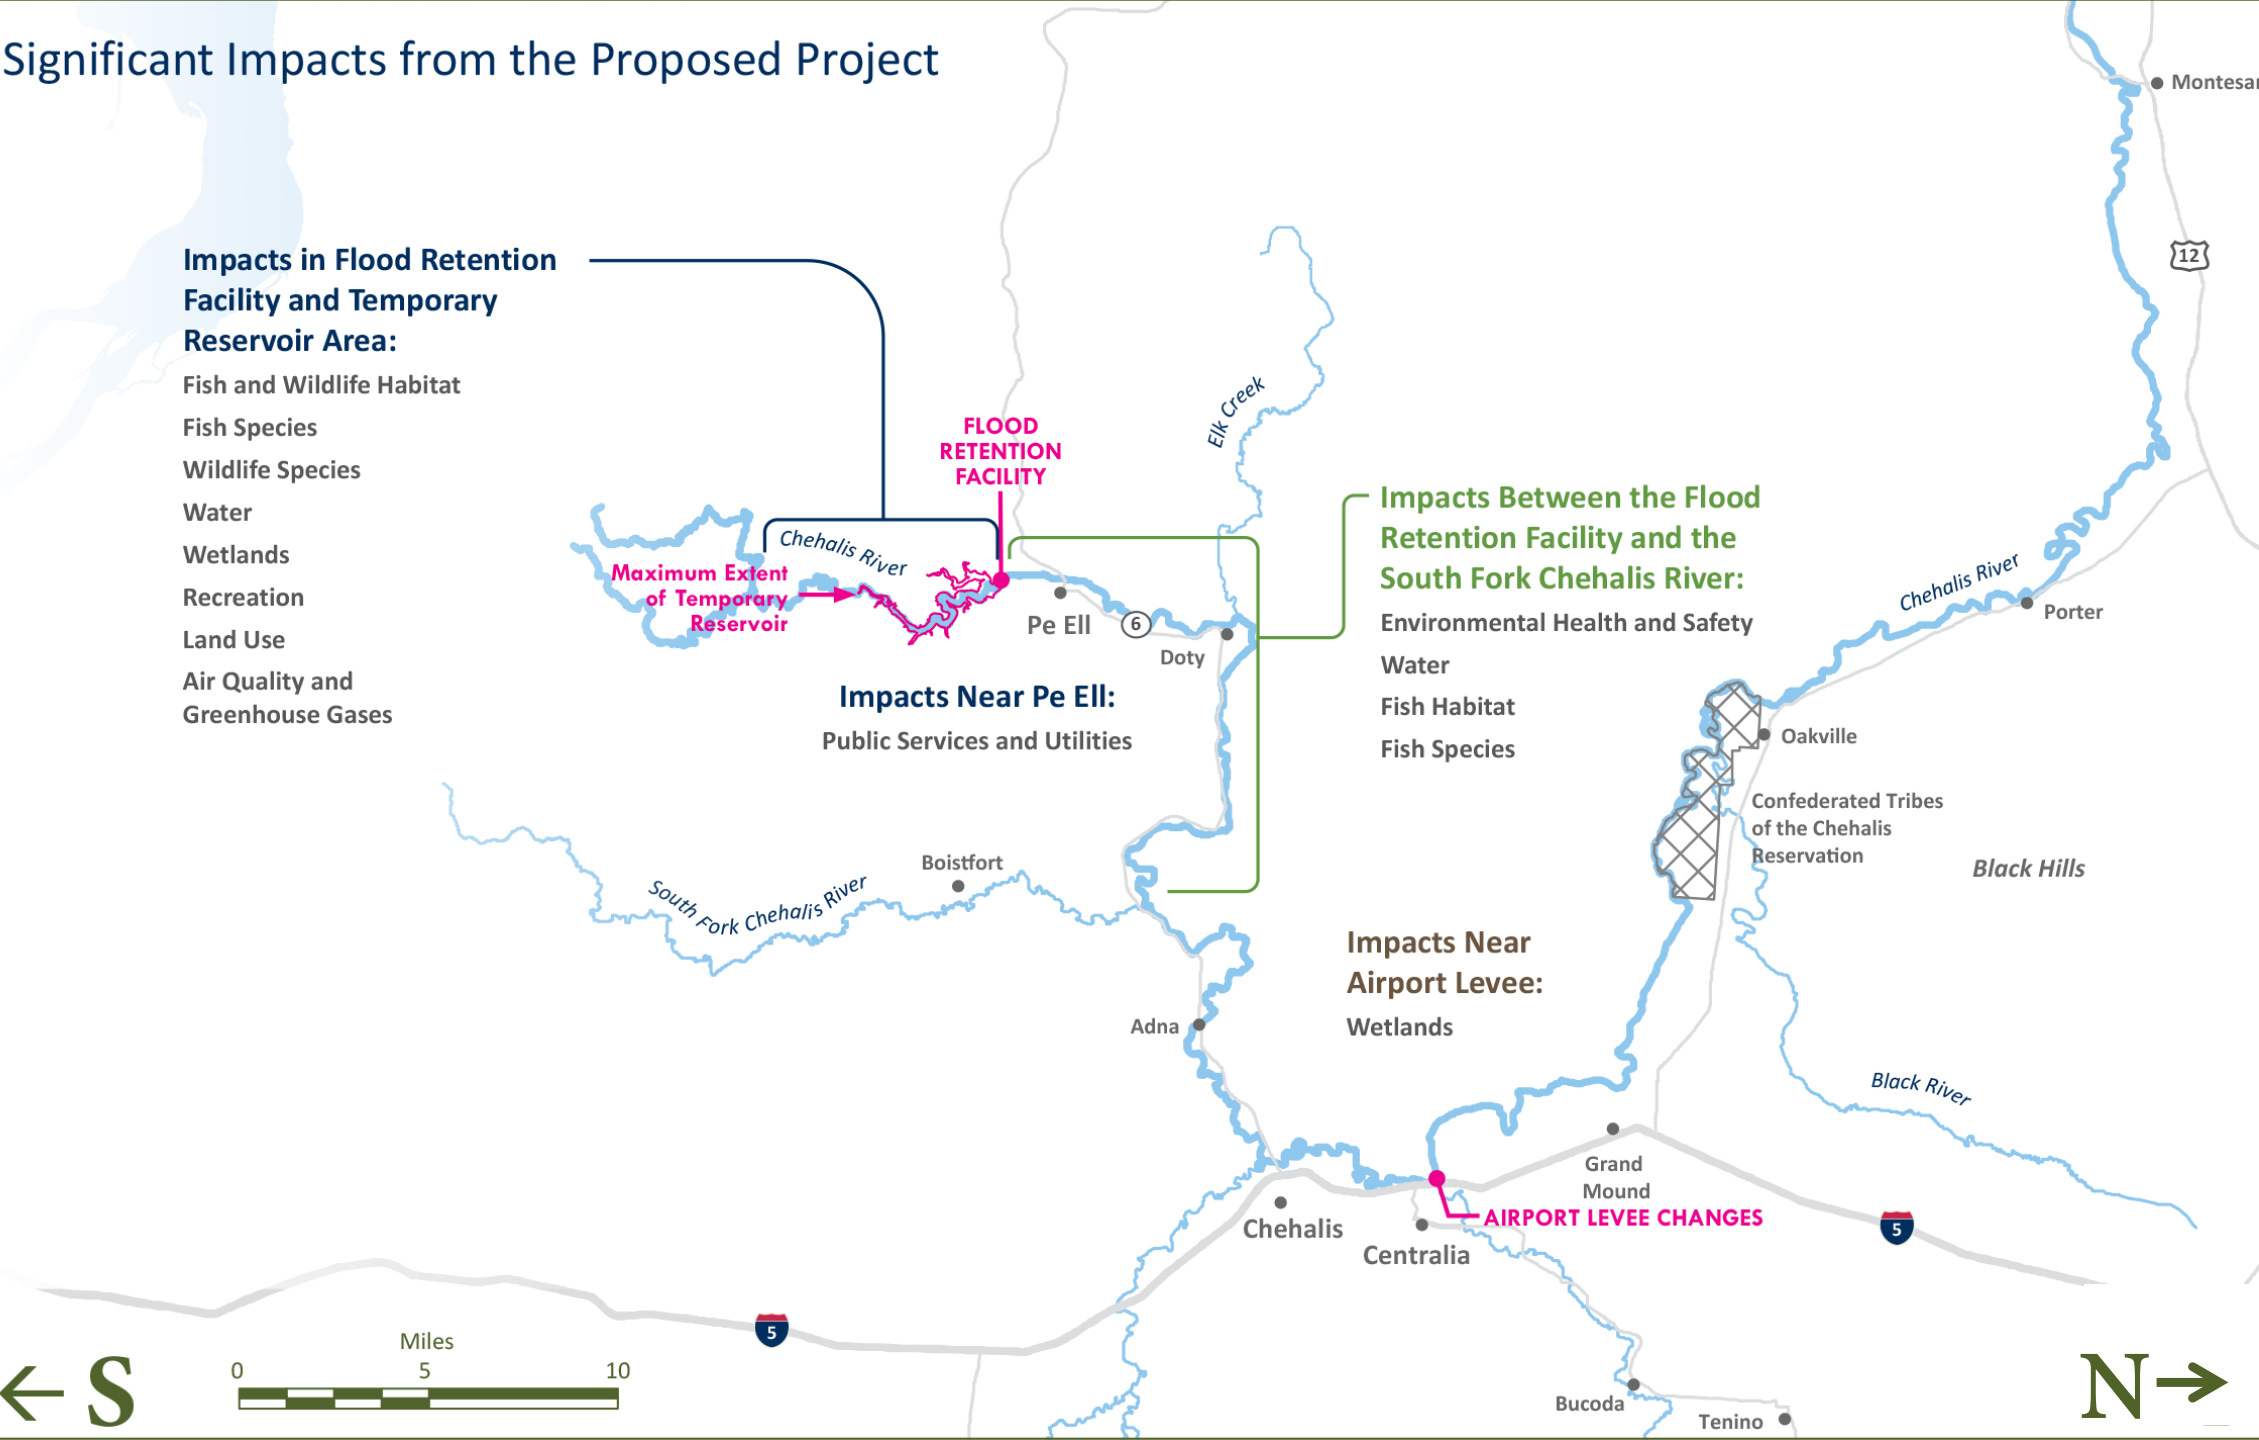 Significant Impacts from the Proposed Project
Montesan
12
Impacts in Flood Retention
Facility and Temporary
Reservoir Area:
Fish and Wildlife Habitat
Fish Species
Wildlife Species
Water
Wetlands
Recreation
Land Use
Air Quality and
Greenhouse Gases
Elk Creek
FLOOD
RETENTION
FACILITY
Chehalis River
Maximum Extent
of Temporary
Reservoir
Pe Ell
6
Doty
Impacts Near Pe Ell:
Public Services and Utilities
Impacts Between the Flood
Retention Facility and the
South Fork Chehalis River:
Environmental Health and Safety
Water
Fish Habitat
Fish Species
Chehalis River
Porter
Oakville
Confederated Tribes
of the Chehalis
Reservation
Black Hills
Boistfort
South Fork Chehalis River
Impacts Near
Airport Levee:
Wetlands
Adna
Black River
Grand
Mound
AIRPORT LEVEE CHANGES
Chehalis
Centralia
5
5
Miles
0 5 10
S
Bucoda
Tenino
N